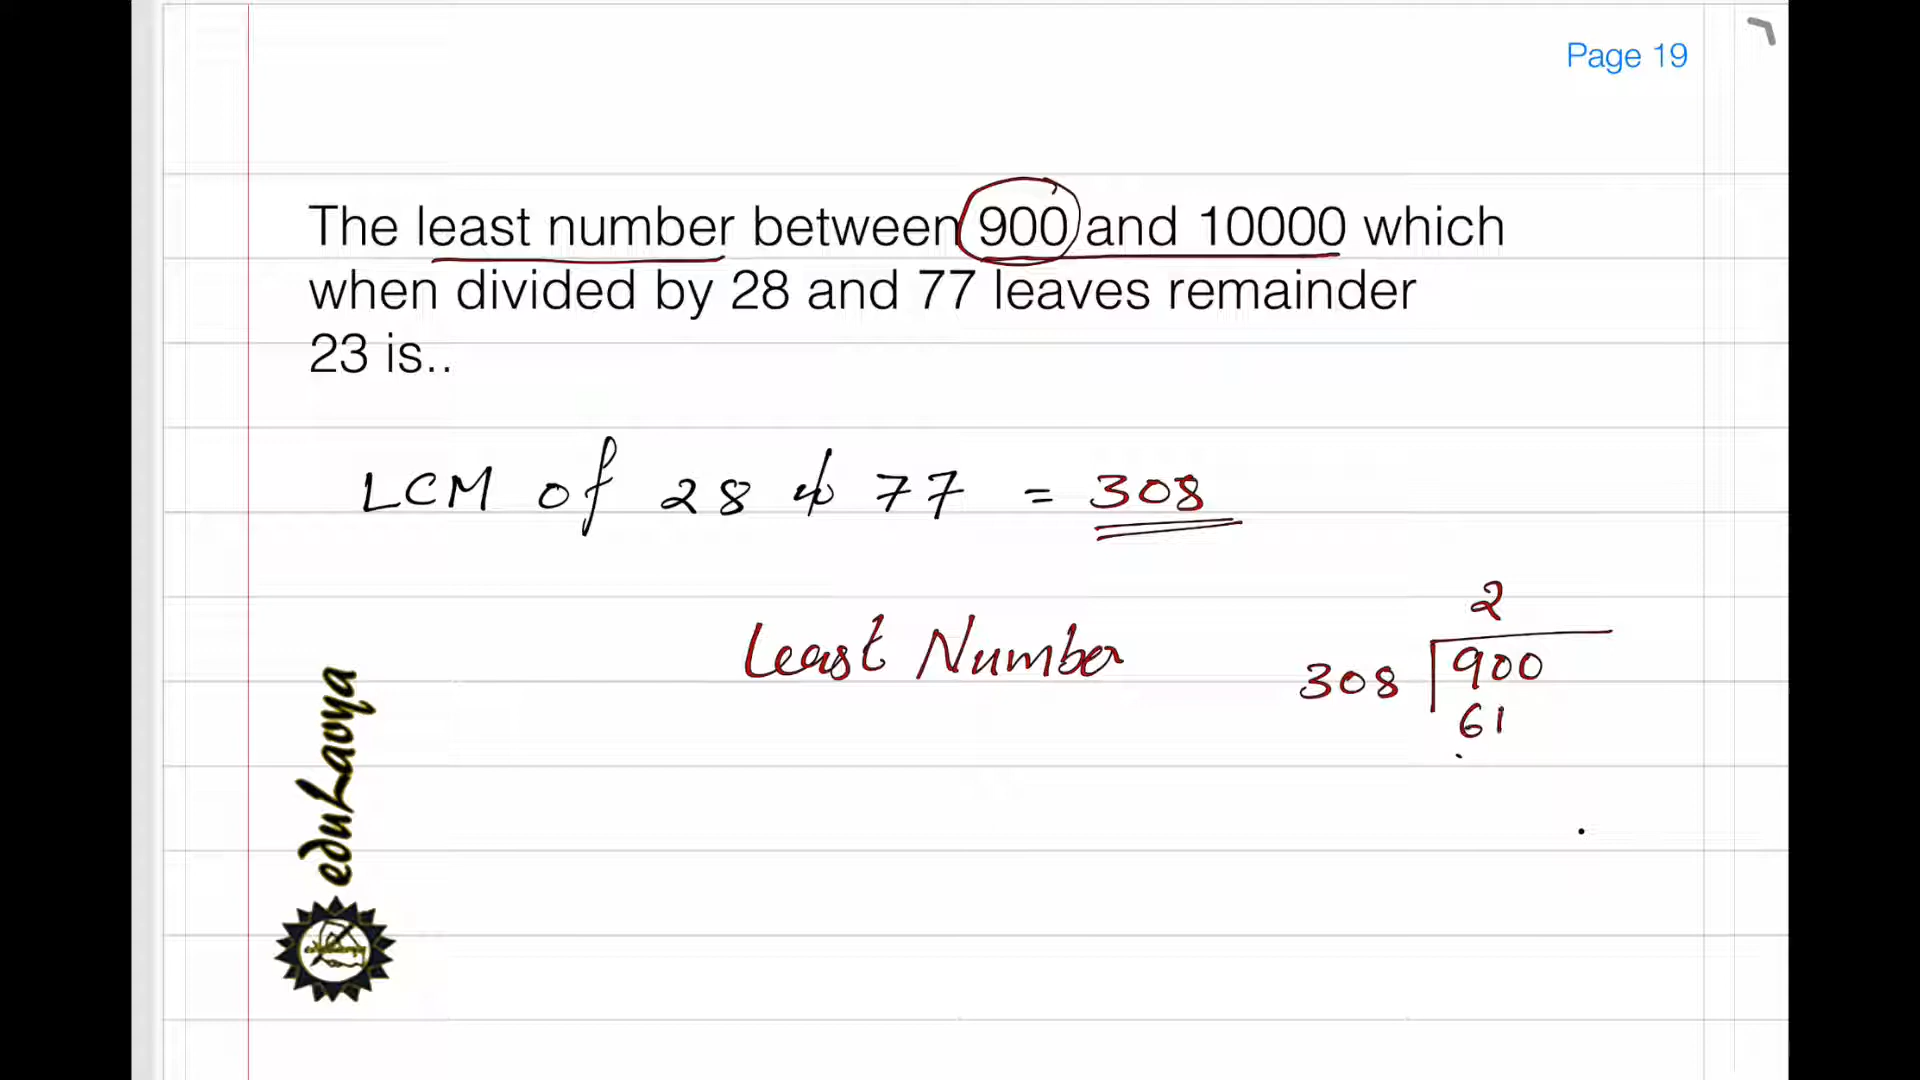 Page 19
The least number between 900 and 10000 which
when divided by 28 and 77 leaves remainder
23 is..
LCM of 28 & 77 = 308
2
Least Number 308 900
61
eduLavya